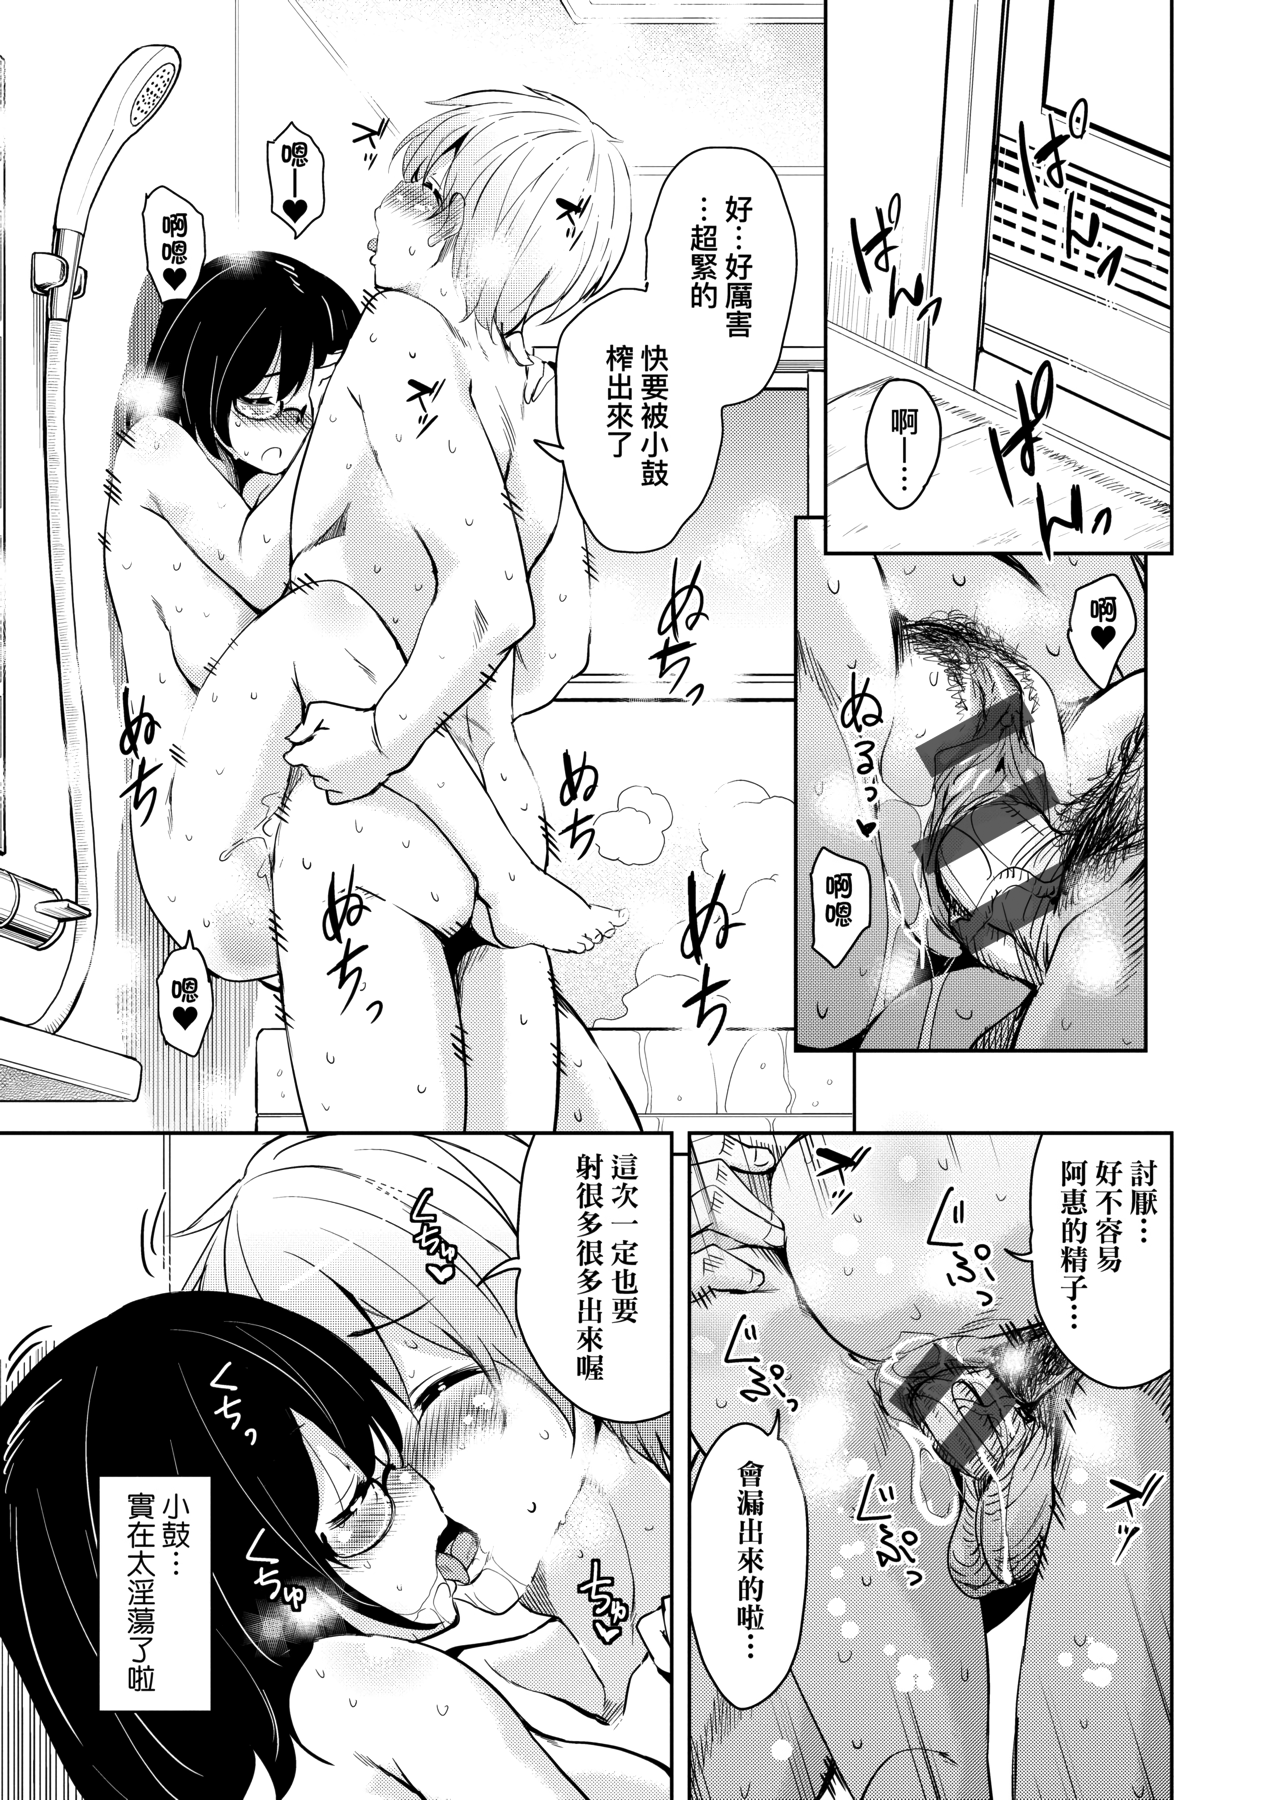 ぱんっ
ぱんっ
ぱんっ
啊—…
啊♥
ぬるっ♥
啊嗯
好…好厲害
…超緊的
快要被小鼓
榨出來了
嗯—♥
啊嗯♥
ぬちっ
ぬち
ぬちっ
ぬちっ
ぬちっ
嗯♥
討厭…
好不容易
阿惠的精子…
ぐぷっ
ぐぷっ
ぐぷ
會漏出來的啦…
這次一定也要
射很多很多出來喔
くちゅ♥
くちっ
くちゅ
くちゅ♥
小鼓…
實在太淫蕩了啦